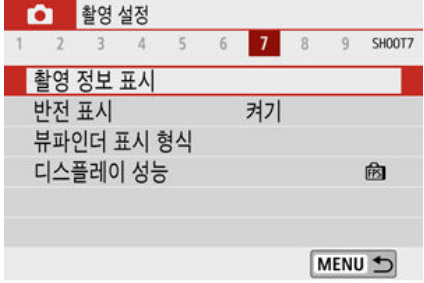 촬영 설정
1 2 3 4 5 6 7 8 9 SHOOT7
촬영 정보 표시
반전 표시 켜기
뷰파인더 표시 형식
디스플레이 성능 FPS
MENU